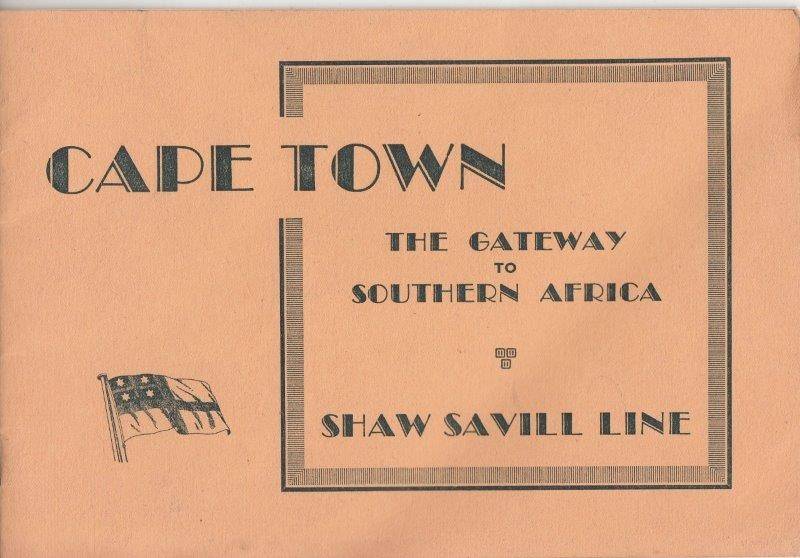 CAPE TOWN
THE GATEWAY
TO
SOUTHERN AFRICA
SHAW SAVILL LINE